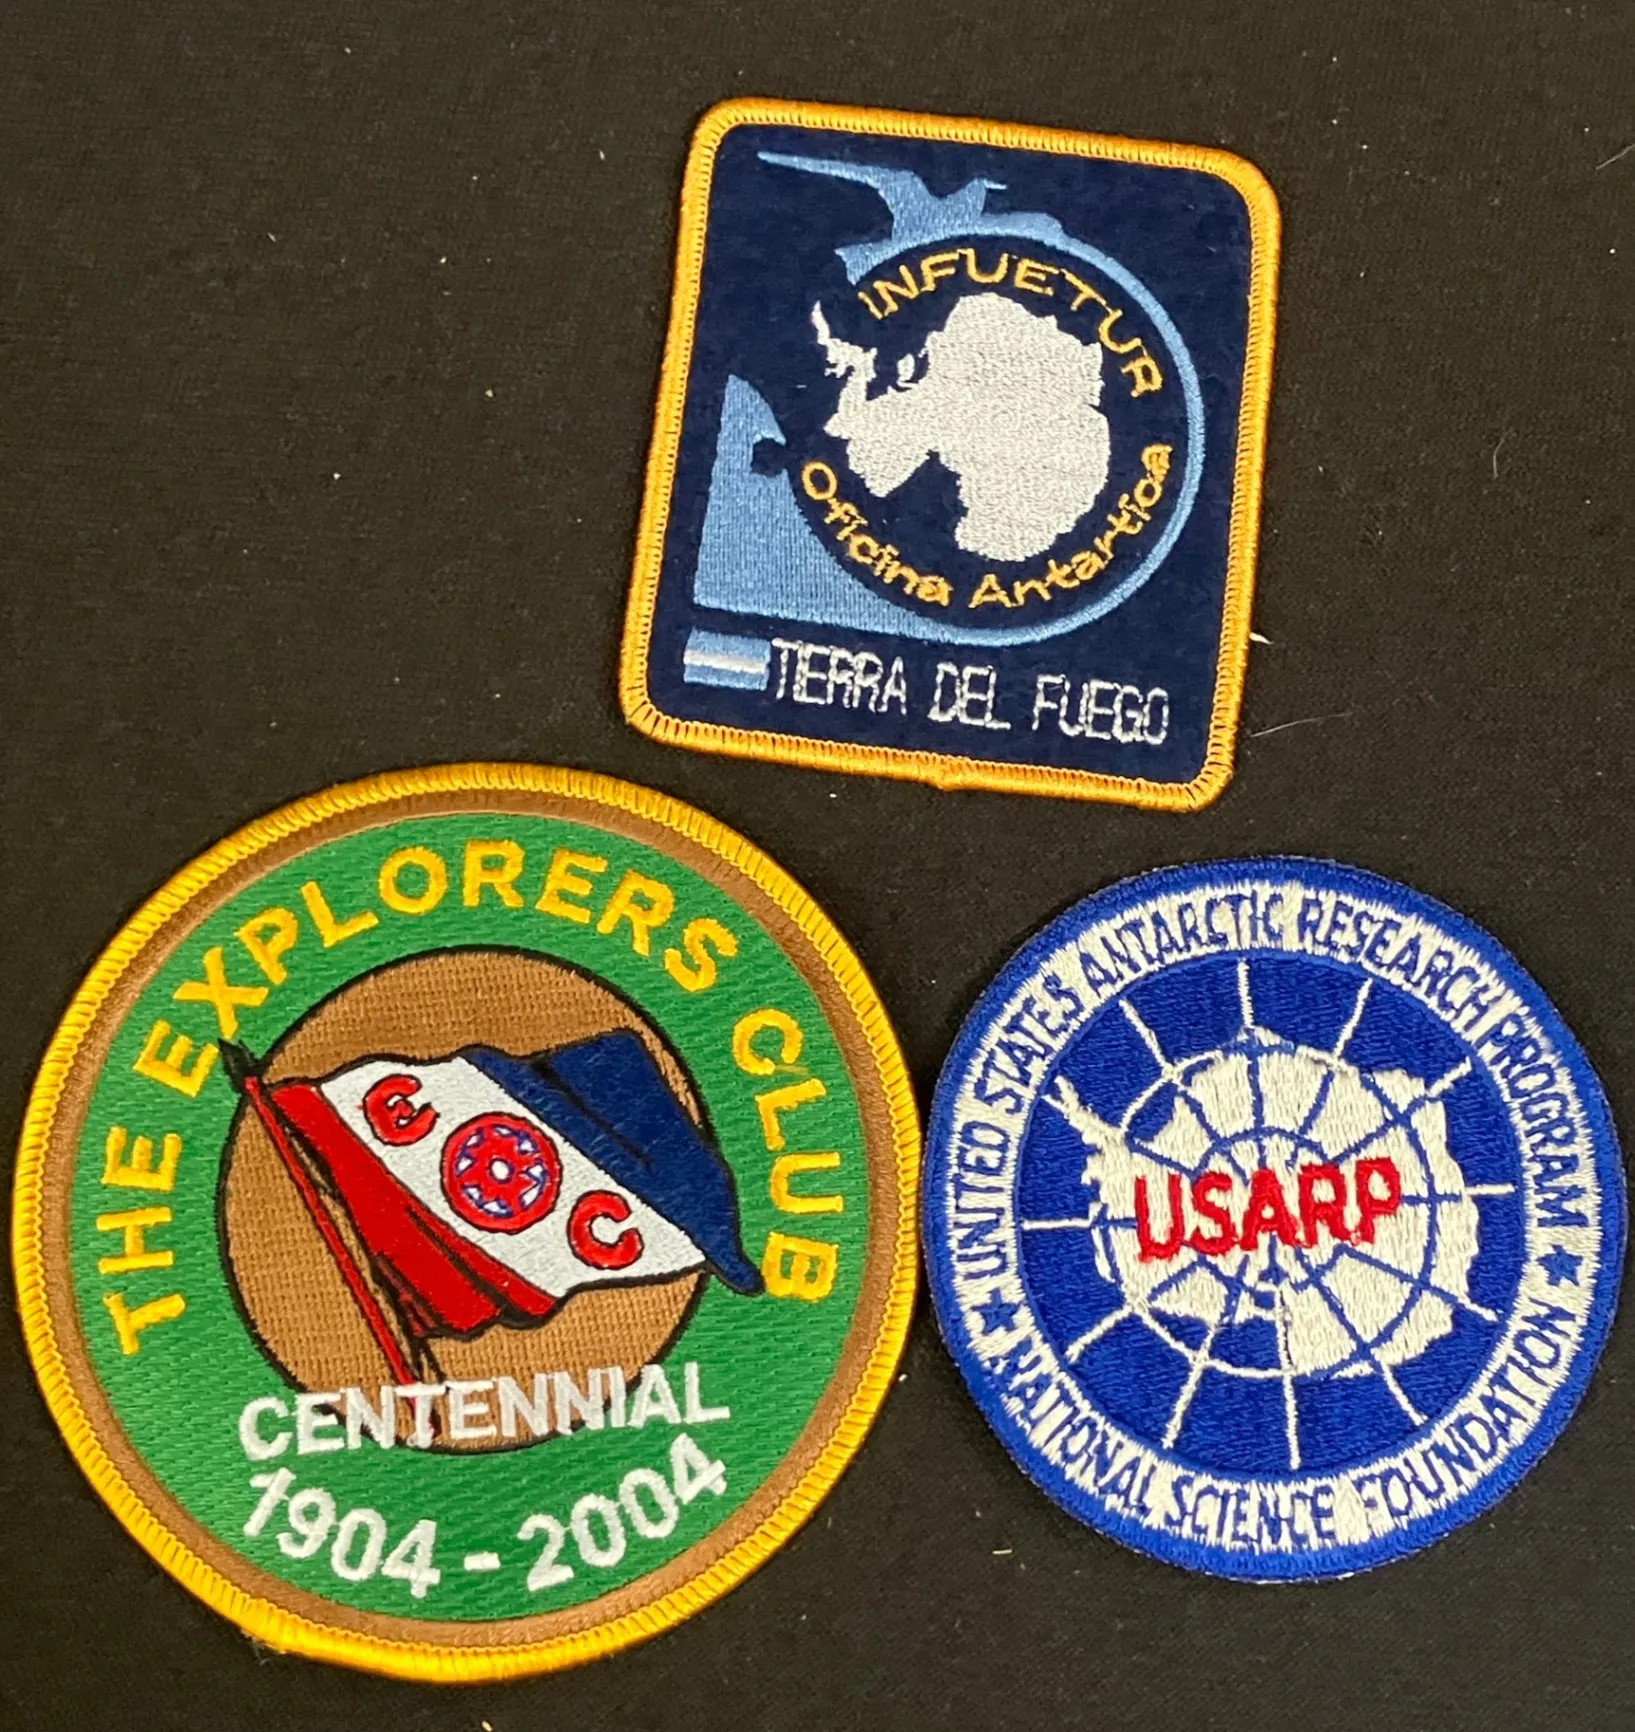 INFUETUR
Oficina Antartica
TIERRA DEL FUEGO
THE EXPLORERS CLUB
E C
CENTENNIAL
1904 - 2004
UNITED STATES ANTARCTIC RESEARCH PROGRAM
USARP
NATIONAL SCIENCE FOUNDATION